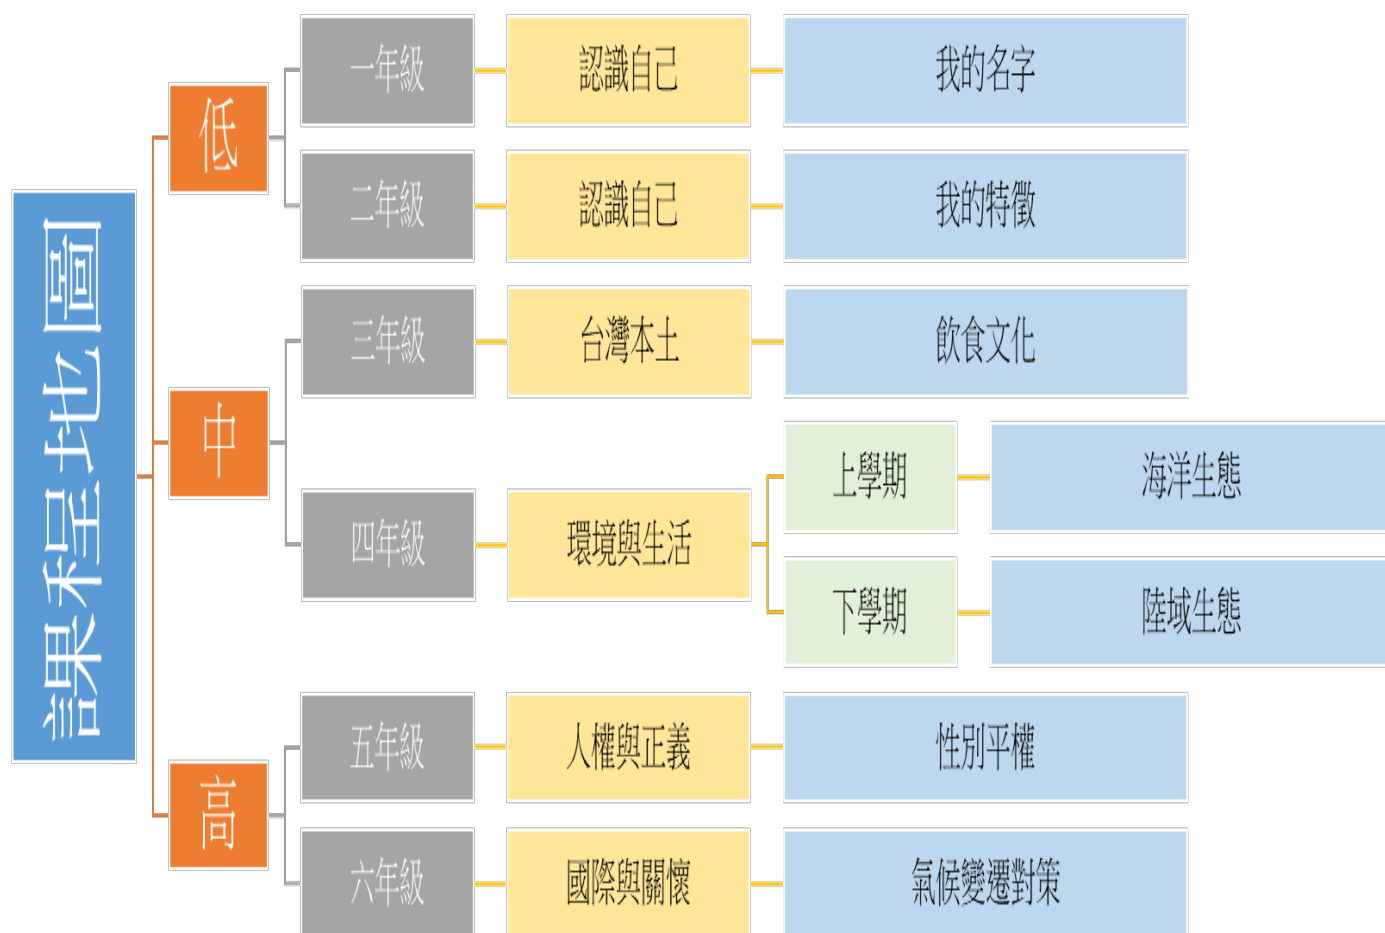 課程地圖
低
一年級
認識自己
我的名字
二年級
認識自己
我的特徵
中
三年級
台灣本土
飲食文化
四年級
環境與生活
上學期
海洋生態
下學期
陸域生態
高
五年級
人權與正義
性別平權
六年級
國際與關懷
氣候變遷對策